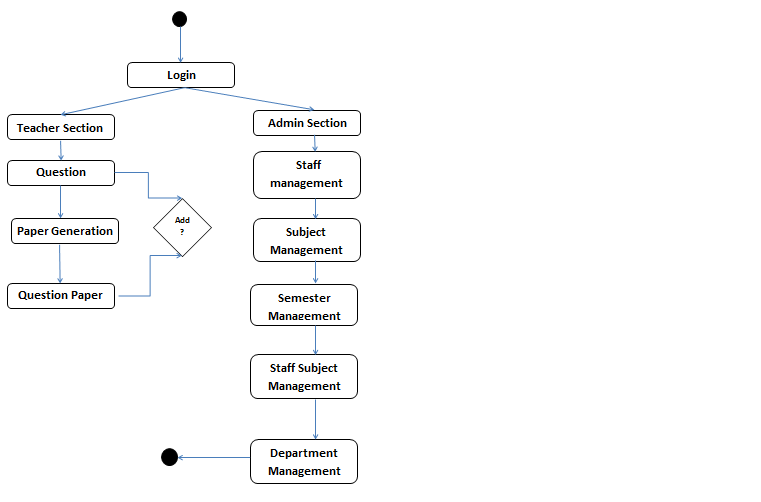 Login
Teacher Section
Admin Section
Question
Staff
management
Add
?
Paper Generation
Subject
Management
Question Paper
Semester
Management
Staff Subject
Management
Department
Management